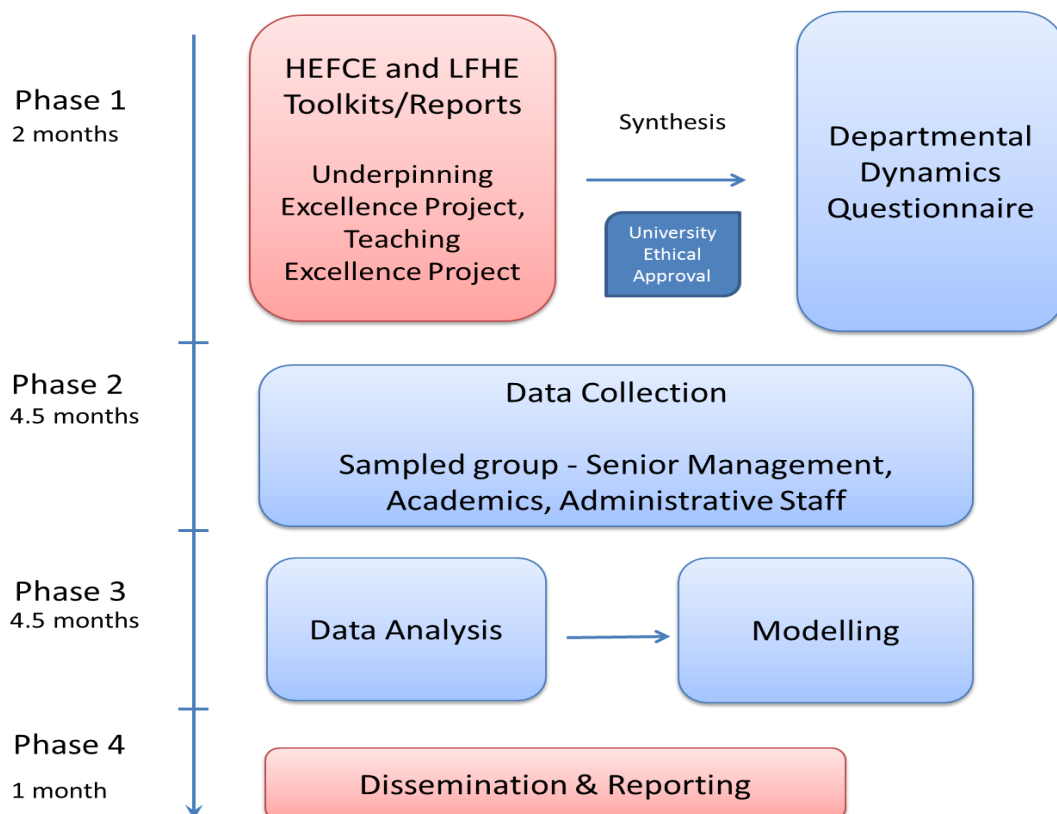 Phase 1
2 months
HEFCE and LFHE
Toolkits/Reports
Underpinning
Excellence Project,
Teaching
Excellence Project
Synthesis
University
Ethical
Approval
Departmental
Dynamics
Questionnaire
Phase 2
4.5 months
Data Collection
Sampled group - Senior Management,
Academics, Administrative Staff
Phase 3
4.5 months
Data Analysis
Modelling
Phase 4
1 month
Dissemination & Reporting